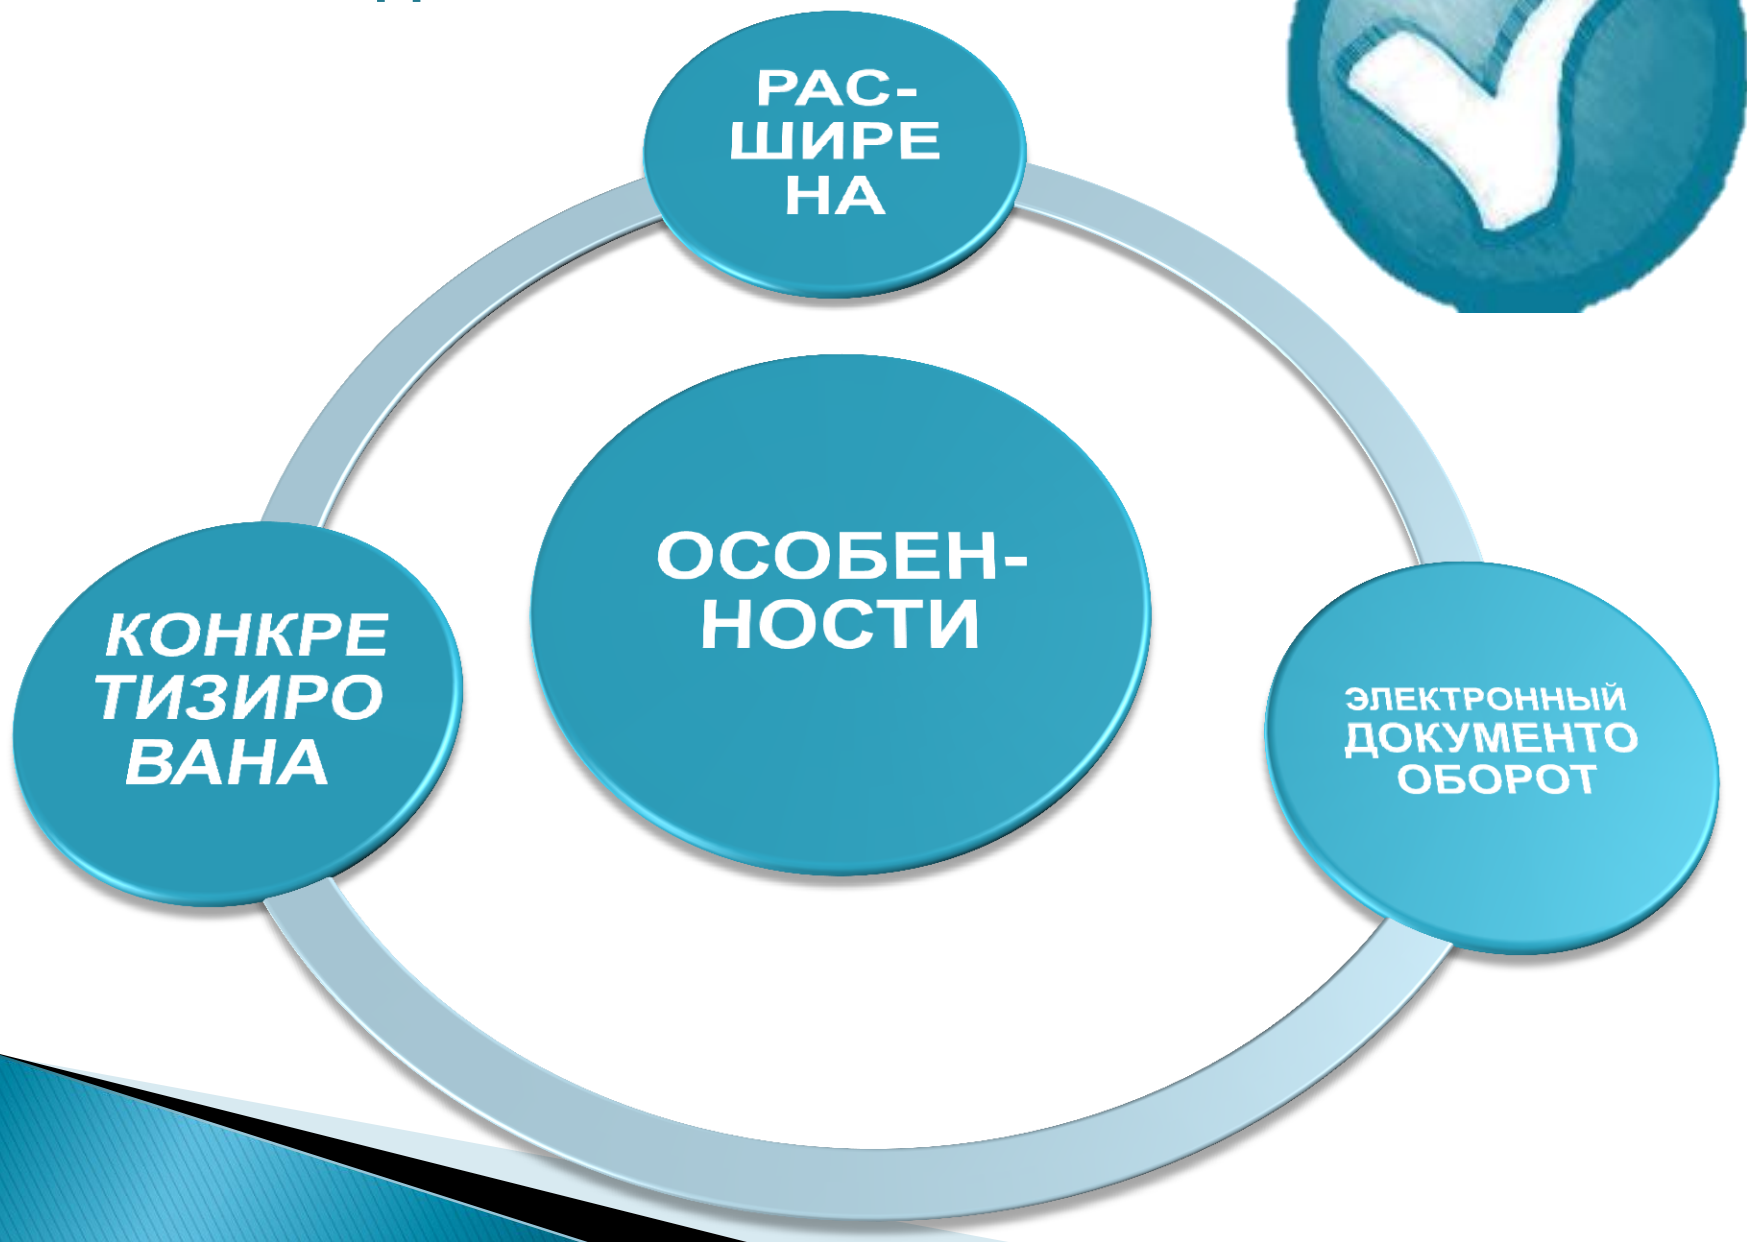 РАС-
ШИРЕ
НА
ОСОБЕН-
НОСТИ
КОНКРЕ
ТИЗИРО
ВАНА
ЭЛЕКТРОННЫЙ
ДОКУМЕНТО
ОБОРОТ